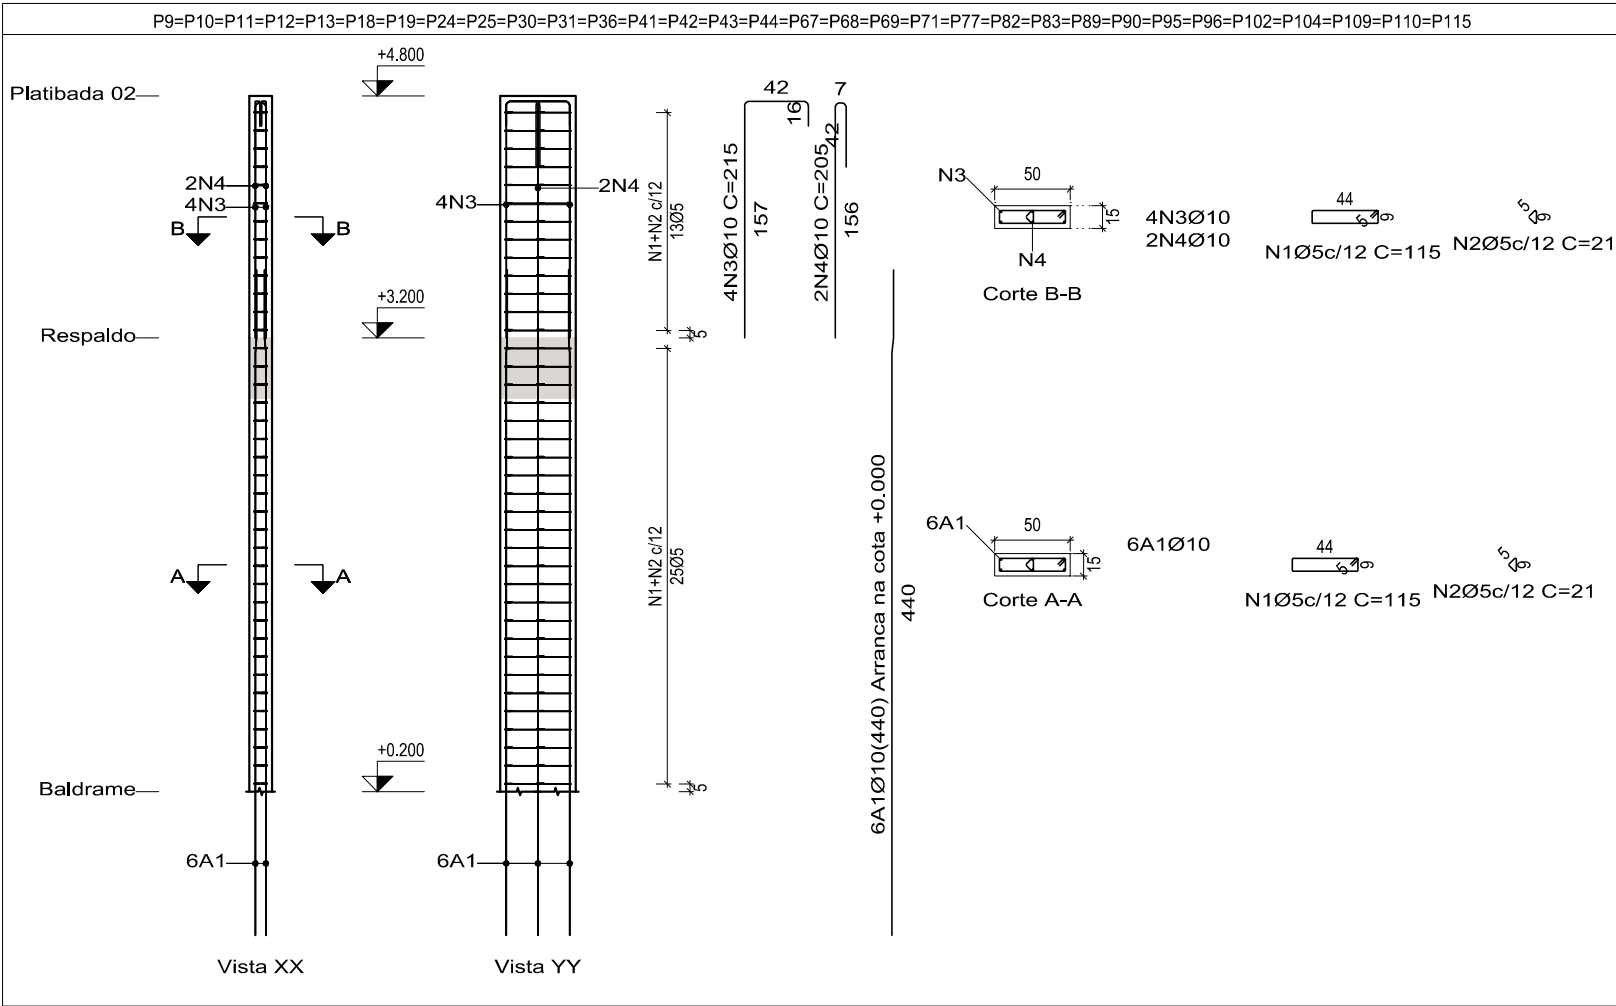 P9=P10=P11=P12=P13=P18=P19=P24=P25=P30=P31=P36=P41=P42=P43=P44=P67=P68=P69=P71=P77=P82=P83=P89=P90=P95=P96=P102=P104=P109=P110=P115
Platibada 02
+4.800
2N4
4N3
B
B
Respaldo
+3.200
A
A
+0.200
Baldrame
6A1
Vista XX
4N3
2N4
6A1
Vista YY
N1+N2 c/12
13Ø5
5
N1+N2 c/12
25Ø5
5
42
16
4N3Ø10 C=215
157
7
42
2N4Ø10 C=205
156
6A1Ø10(440) Arranca na cota +0.000
440
N3
50
15
N4
Corte B-B
4N3Ø10
2N4Ø10
44
5
9
N1Ø5c/12 C=115
5
9
N2Ø5c/12 C=21
6A1
50
15
Corte A-A
6A1Ø10
44
5
9
N1Ø5c/12 C=115
5
9
N2Ø5c/12 C=21